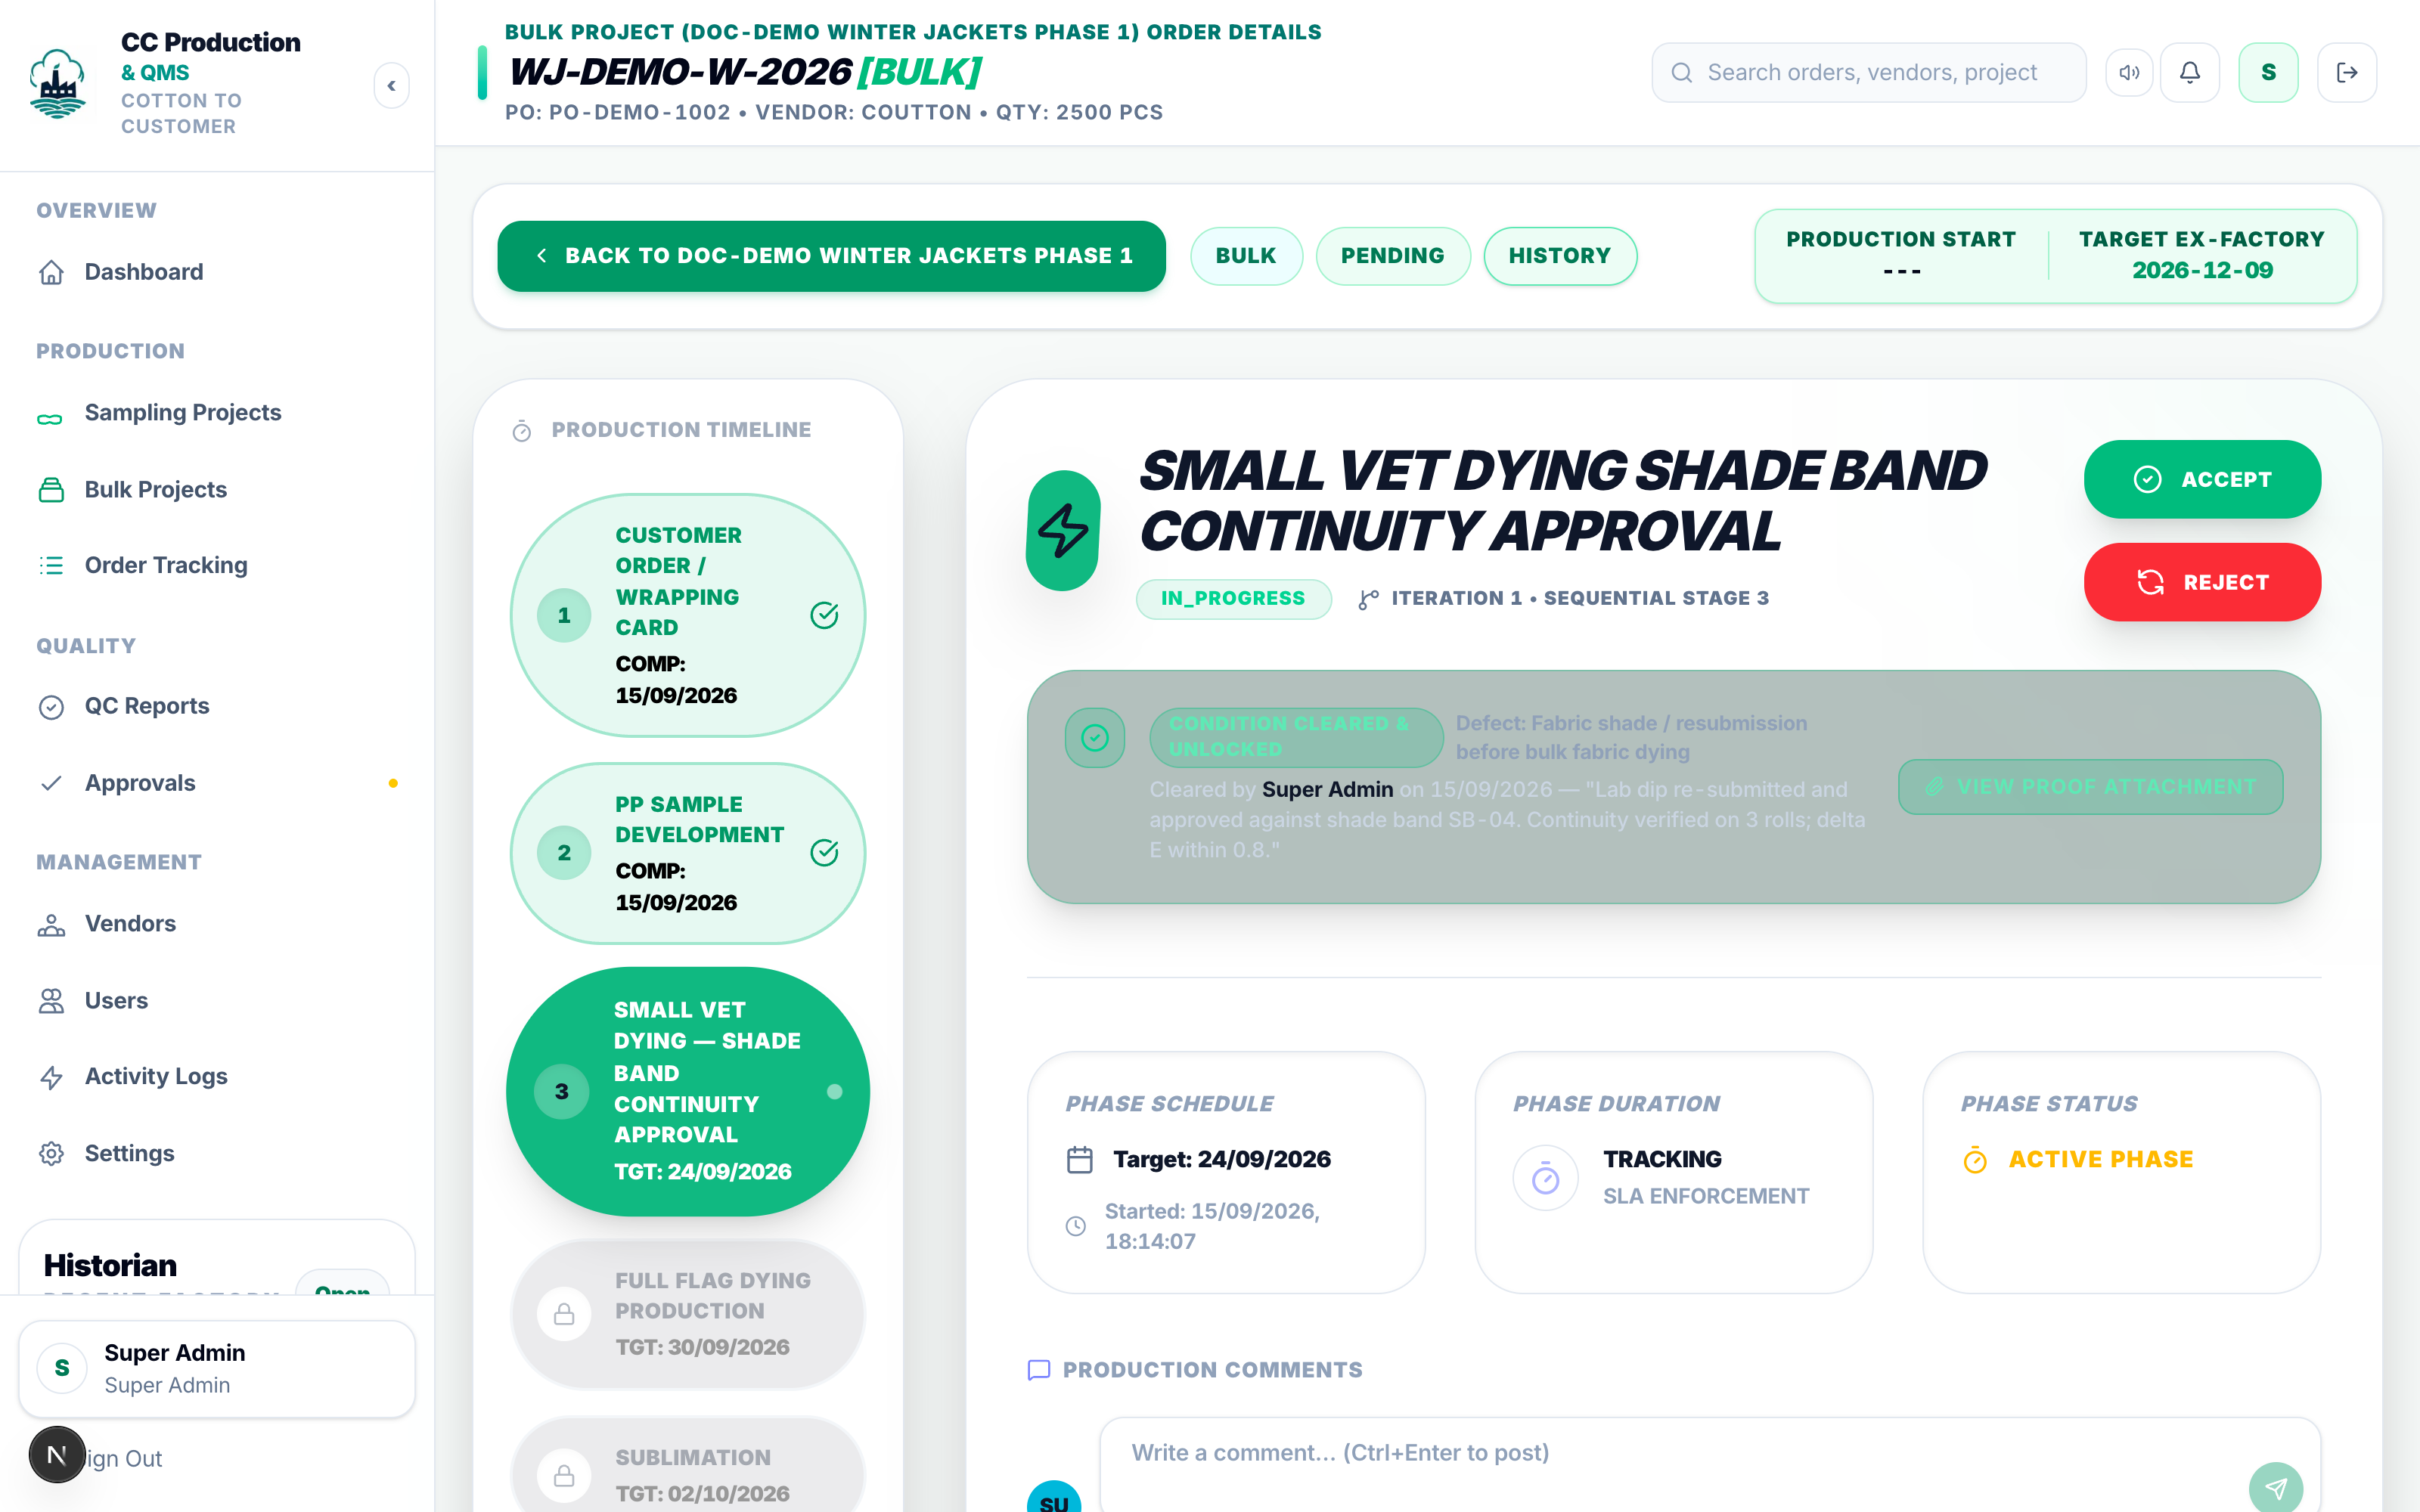 CC Production
& QMS
COTTON TO
CUSTOMER
OVERVIEW
Dashboard
PRODUCTION
Sampling Projects
Bulk Projects
Order Tracking
QUALITY
QC Reports
Approvals
MANAGEMENT
Vendors
Users
Activity Logs
Settings
Historian
Open
S
Super Admin
Super Admin
N
ign Out
BULK PROJECT (DOC-DEMO WINTER JACKETS PHASE 1) ORDER DETAILS
WJ-DEMO-W-2026 [BULK]
PO: PO-DEMO-1002 • VENDOR: COUTTON • QTY: 2500 PCS
Search orders, vendors, project
S
BACK TO DOC-DEMO WINTER JACKETS PHASE 1
BULK
PENDING
HISTORY
PRODUCTION START
---
TARGET EX-FACTORY
2026-12-09
PRODUCTION TIMELINE
1
CUSTOMER
ORDER /
WRAPPING
CARD
COMP:
15/09/2026
2
PP SAMPLE
DEVELOPMENT
COMP:
15/09/2026
3
SMALL VET
DYING — SHADE
BAND
CONTINUITY
APPROVAL
TGT: 24/09/2026
FULL FLAG DYING
PRODUCTION
TGT: 30/09/2026
SUBLIMATION
TGT: 02/10/2026
SMALL VET DYING SHADE BAND
CONTINUITY APPROVAL
IN_PROGRESS
ITERATION 1 • SEQUENTIAL STAGE 3
ACCEPT
REJECT
CONDITION CLEARED &
UNLOCKED
Defect: Fabric shade / resubmission
before bulk fabric dying
Cleared by Super Admin on 15/09/2026 — "Lab dip re-submitted and
approved against shade band SB-04. Continuity verified on 3 rolls; delta
E within 0.8."
VIEW PROOF ATTACHMENT
PHASE SCHEDULE
Target: 24/09/2026
Started: 15/09/2026,
18:14:07
PHASE DURATION
TRACKING
SLA ENFORCEMENT
PHASE STATUS
ACTIVE PHASE
PRODUCTION COMMENTS
SU
Write a comment... (Ctrl+Enter to post)